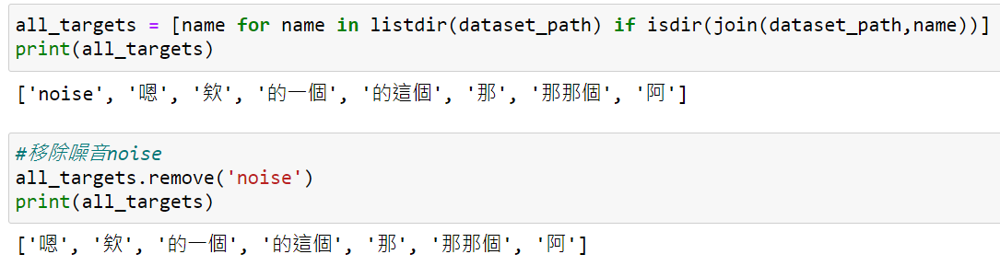 all_targets = [name for name in listdir(dataset_path) if isdir(join(dataset_path,name))]
print(all_targets)
['noise', '嗯', '欸', '的一個', '的這個', '那', '那那個', '阿']
#移除噪音noise
all_targets.remove('noise')
print(all_targets)
['嗯', '欸', '的一個', '的這個', '那', '那那個', '阿']